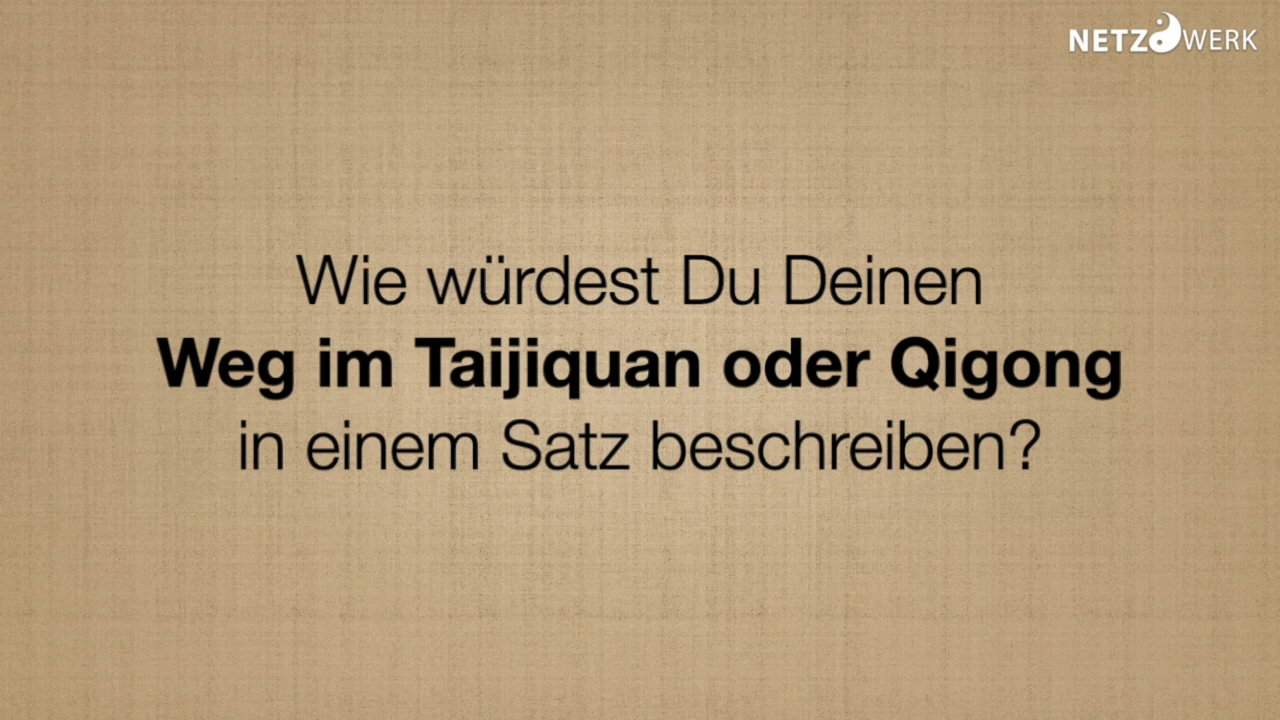 NETZWERK
Wie würdest Du Deinen
Weg im Taijiquan oder Qigong
in einem Satz beschreiben?